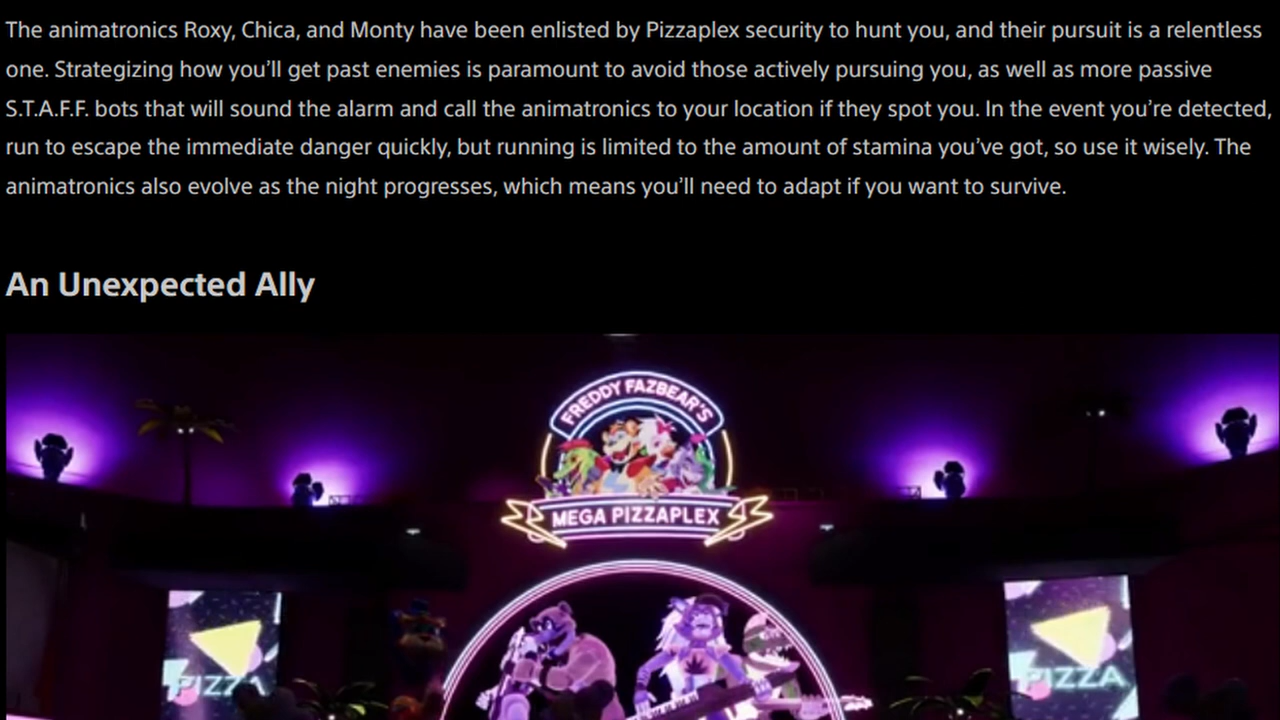 The animatronics Roxy, Chica, and Monty have been enlisted by Pizzaplex security to hunt you, and their pursuit is a relentless
one. Strategizing how you’ll get past enemies is paramount to avoid those actively pursuing you, as well as more passive
S.T.A.F.F. bots that will sound the alarm and call the animatronics to your location if they spot you. In the event you’re detected,
run to escape the immediate danger quickly, but running is limited to the amount of stamina you’ve got, so use it wisely. The
animatronics also evolve as the night progresses, which means you’ll need to adapt if you want to survive.
An Unexpected Ally
FREDDY FAZBEAR'S
MEGA PIZZAPLEX
PIZZA
PIZZA